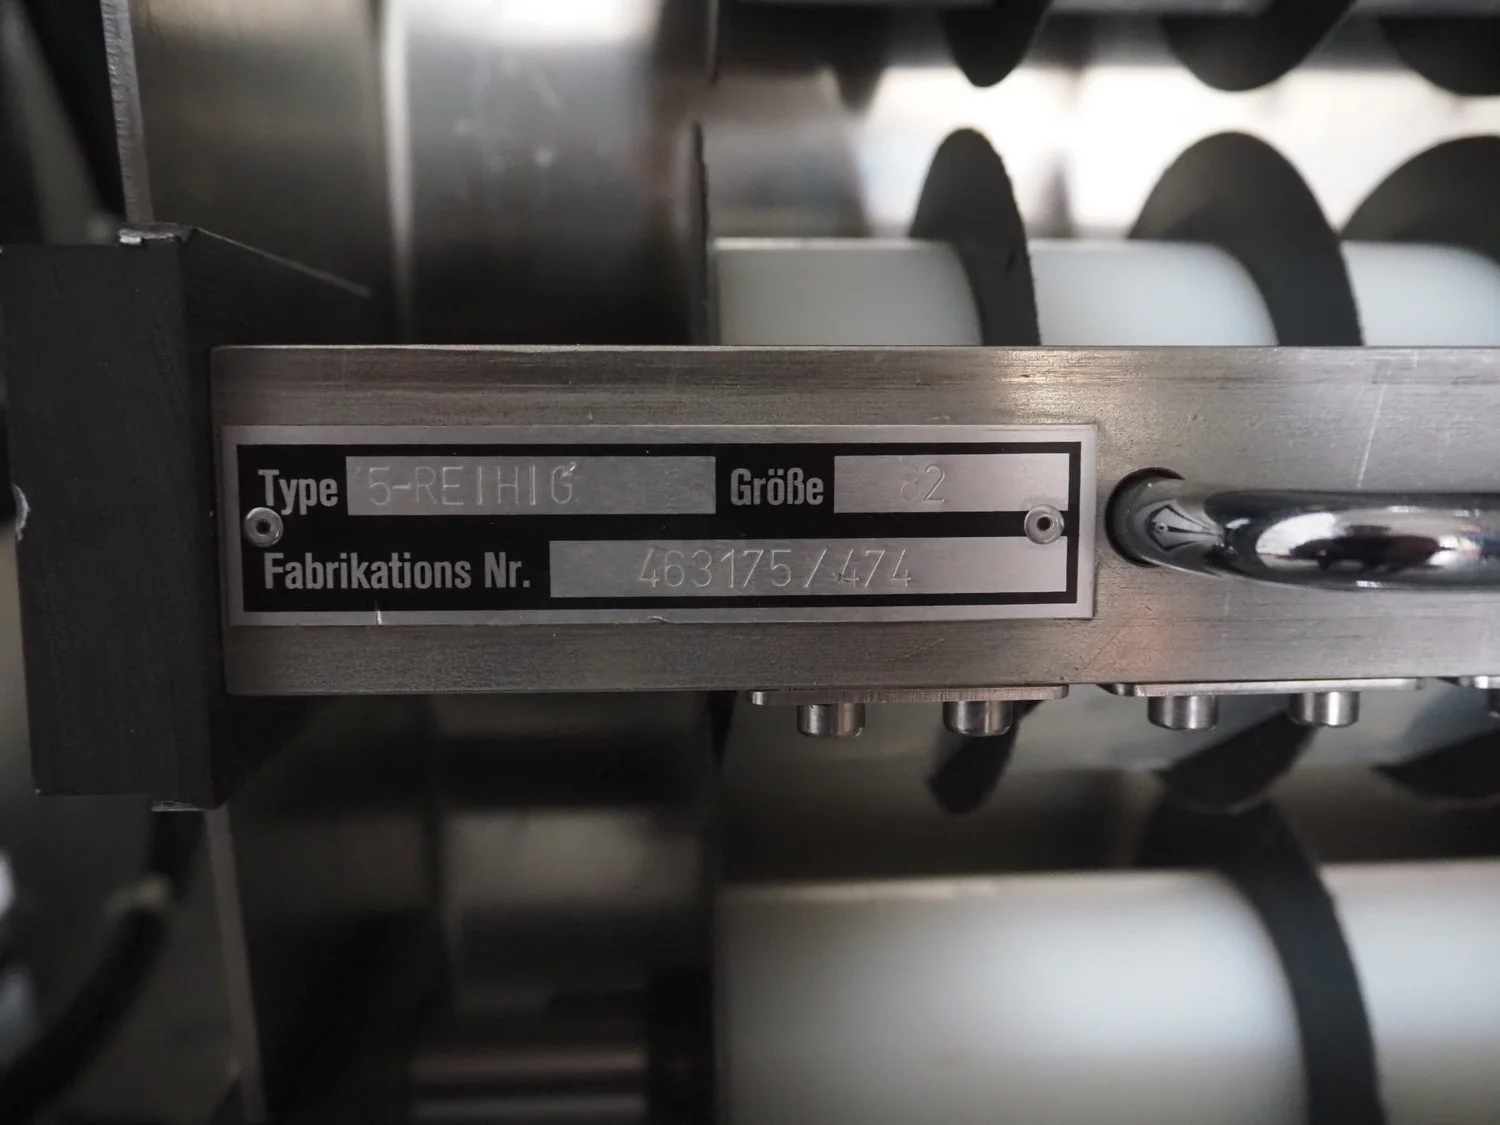 Type 5-REIHIG Größe 82
Fabrikations Nr. 463175/474